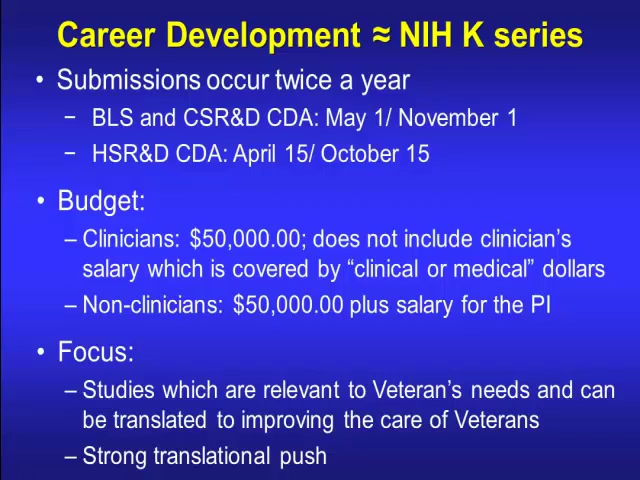 Career Development ≈ NIH K series
• Submissions occur twice a year
− BLS and CSR&D CDA: May 1/ November 1
− HSR&D CDA: April 15/ October 15
• Budget:
– Clinicians: $50,000.00; does not include clinician’s
salary which is covered by “clinical or medical” dollars
– Non-clinicians: $50,000.00 plus salary for the PI
• Focus:
– Studies which are relevant to Veteran’s needs and can
be translated to improving the care of Veterans
– Strong translational push